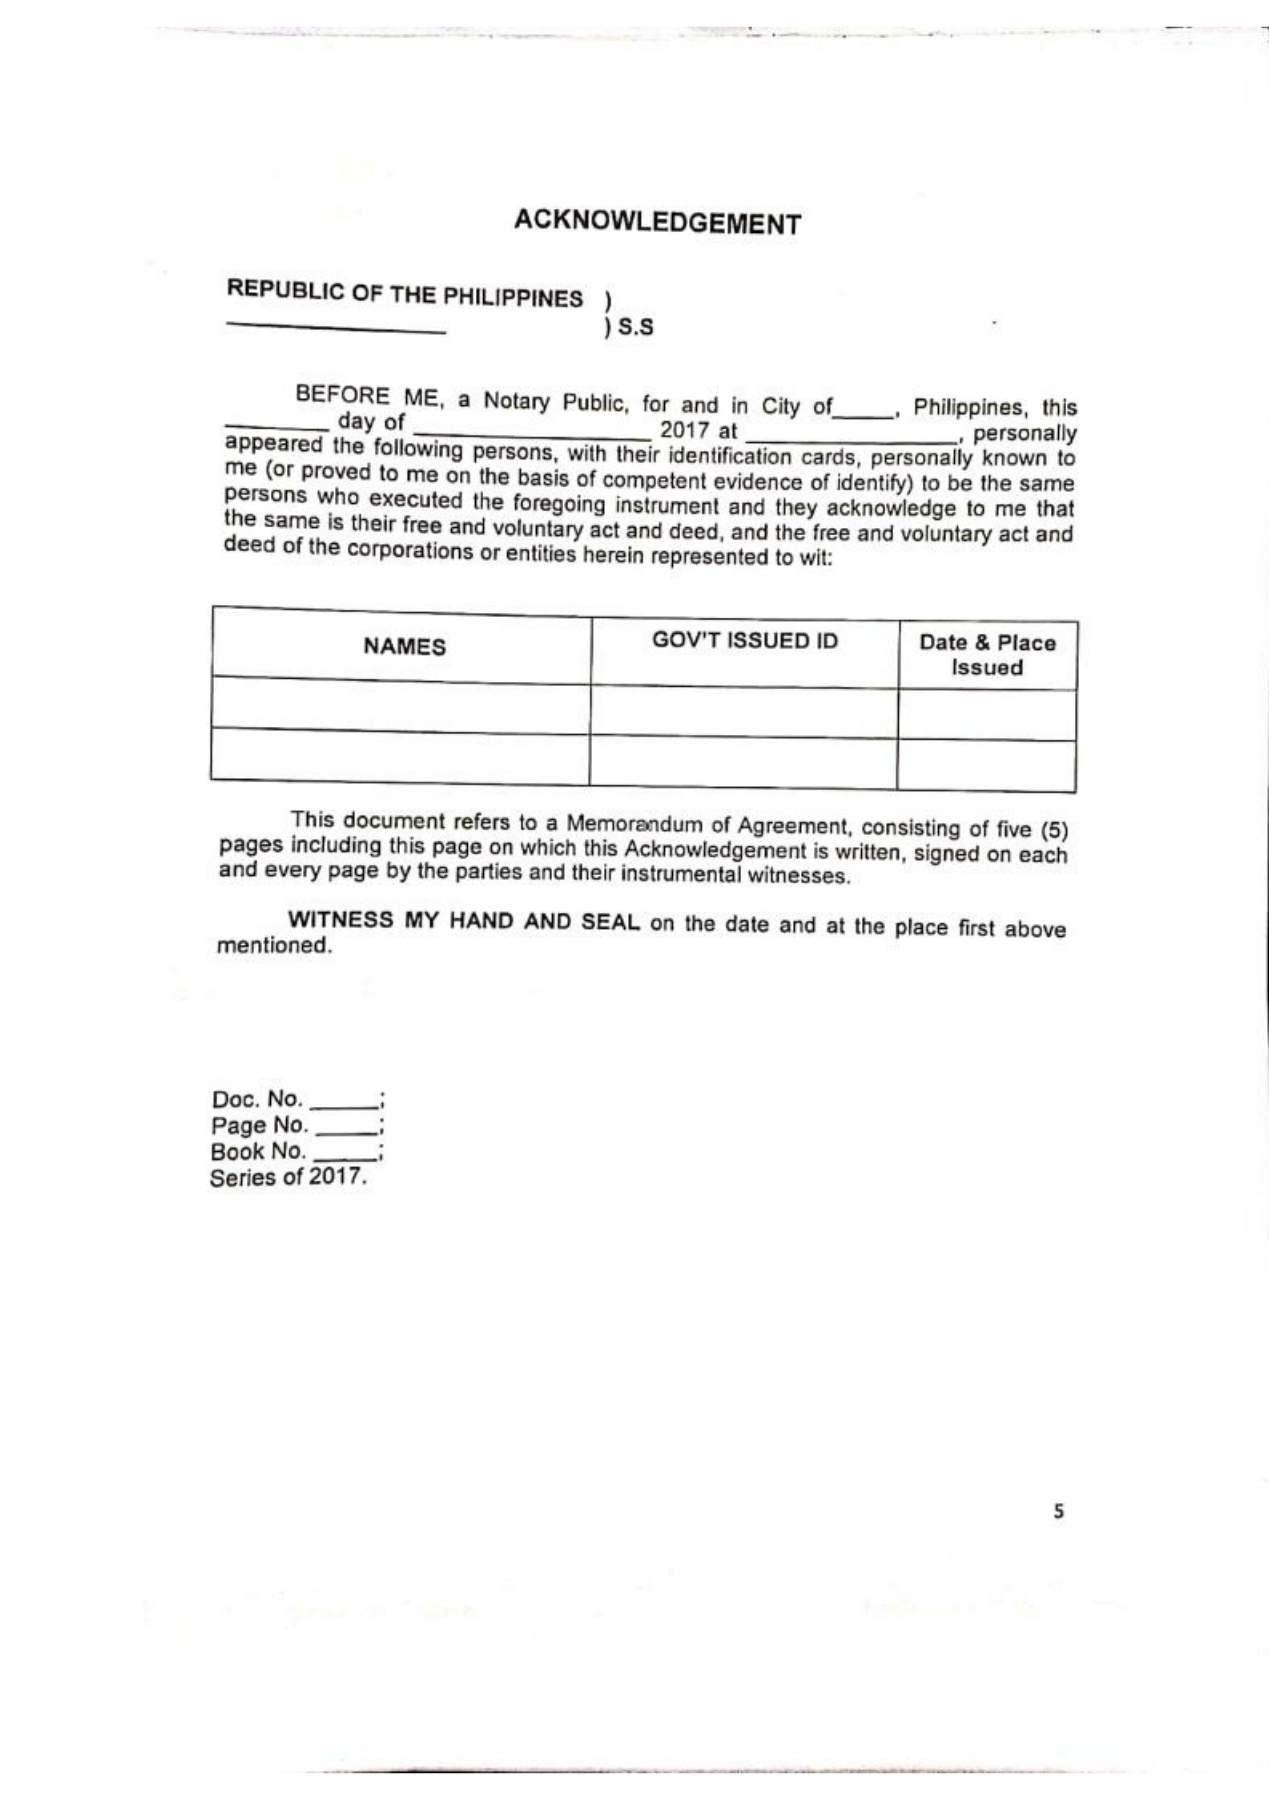 ACKNOWLEDGEMENT
REPUBLIC OF THE PHILIPPINES )
____________________ ) S.S
BEFORE ME, a Notary Public, for and in City of_____, Philippines, this
_________ day of _____________________ 2017 at ___________________, personally
appeared the following persons, with their identification cards, personally known to
me (or proved to me on the basis of competent evidence of identify) to be the same
persons who executed the foregoing instrument and they acknowledge to me that
the same is their free and voluntary act and deed, and the free and voluntary act and
deed of the corporations or entities herein represented to wit:
NAMES GOV'T ISSUED ID Date & Place
Issued
This document refers to a Memorandum of Agreement, consisting of five (5)
pages including this page on which this Acknowledgement is written, signed on each
and every page by the parties and their instrumental witnesses.
WITNESS MY HAND AND SEAL on the date and at the place first above
mentioned.
Doc. No. ______;
Page No. _____;
Book No. _____;
Series of 2017.
5